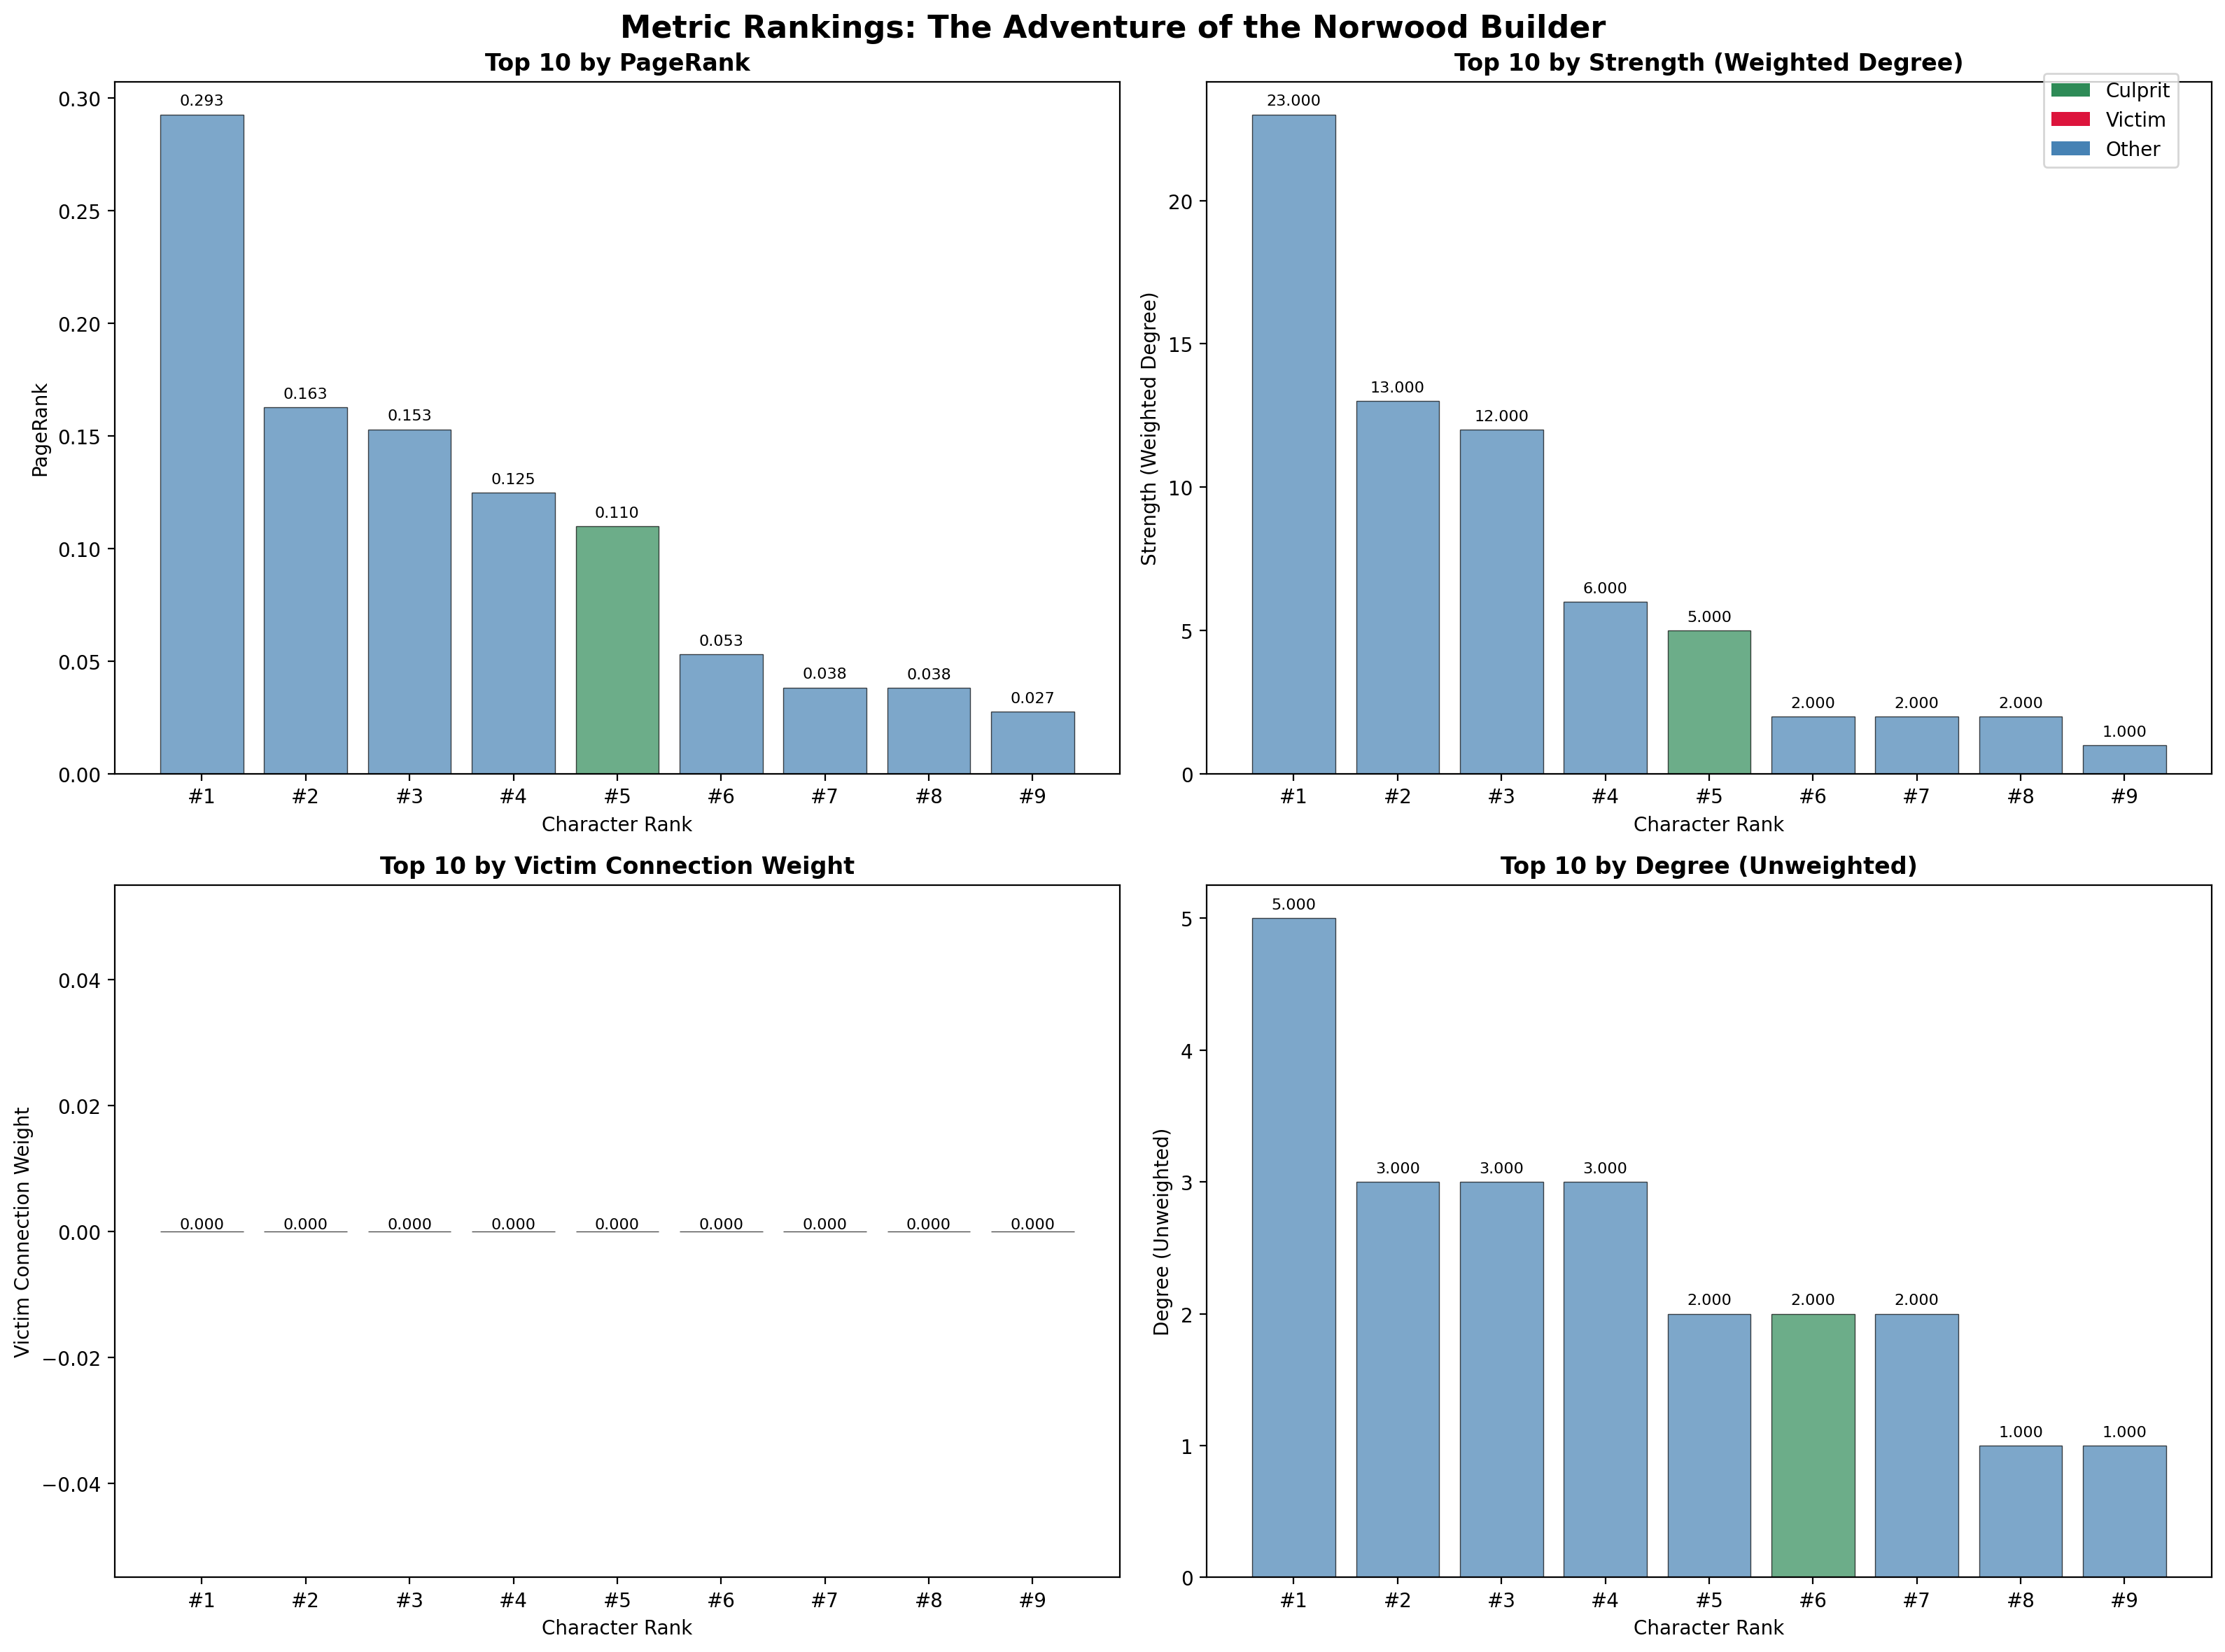 Metric Rankings: The Adventure of the Norwood Builder
Top 10 by PageRank
0.30
0.25
0.20
0.15
0.10
0.05
0.00
PageRank
0.293
0.163
0.153
0.125
0.110
0.053
0.038
0.038
0.027
#1 #2 #3 #4 #5 #6 #7 #8 #9
Character Rank
Top 10 by Strength (Weighted Degree)
Culprit
Victim
Other
20
15
10
5
0
Strength (Weighted Degree)
23.000
13.000
12.000
6.000
5.000
2.000
2.000
2.000
1.000
#1 #2 #3 #4 #5 #6 #7 #8 #9
Character Rank
Top 10 by Victim Connection Weight
0.04
0.02
0.00
−0.02
−0.04
Victim Connection Weight
0.000 0.000 0.000 0.000 0.000 0.000 0.000 0.000 0.000
#1 #2 #3 #4 #5 #6 #7 #8 #9
Character Rank
Top 10 by Degree (Unweighted)
5
4
3
2
1
0
Degree (Unweighted)
5.000
3.000 3.000 3.000
2.000 2.000 2.000
1.000 1.000
#1 #2 #3 #4 #5 #6 #7 #8 #9
Character Rank